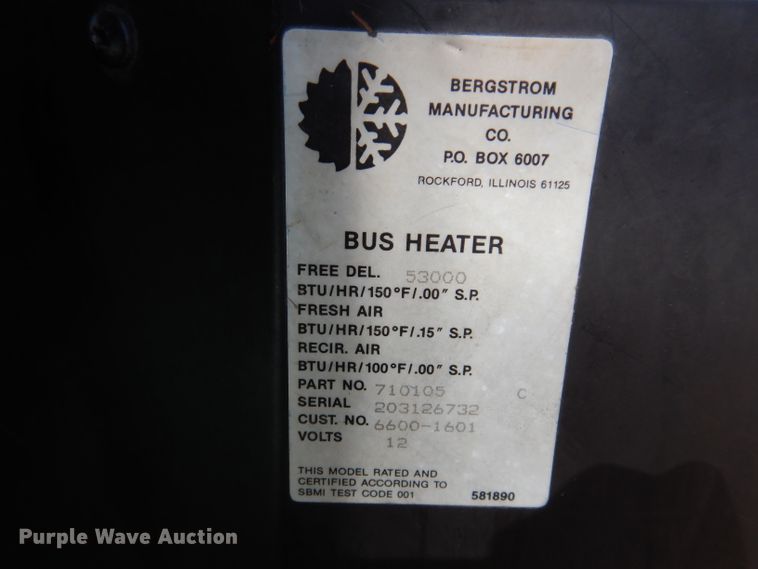 BERGSTROM
MANUFACTURING
CO.
P.O. BOX 6007
ROCKFORD, ILLINOIS 61125
BUS HEATER
FREE DEL. 53000
BTU/HR/150°F/.00" S.P.
FRESH AIR
BTU/HR/150°F/.15" S.P.
RECIR. AIR
BTU/HR/100°F/.00" S.P.
PART NO. 710105 C
SERIAL 203126732
CUST. NO. 6600-1601
VOLTS 12
THIS MODEL RATED AND
CERTIFIED ACCORDING TO
SBMI TEST CODE 001 581890
Purple Wave Auction